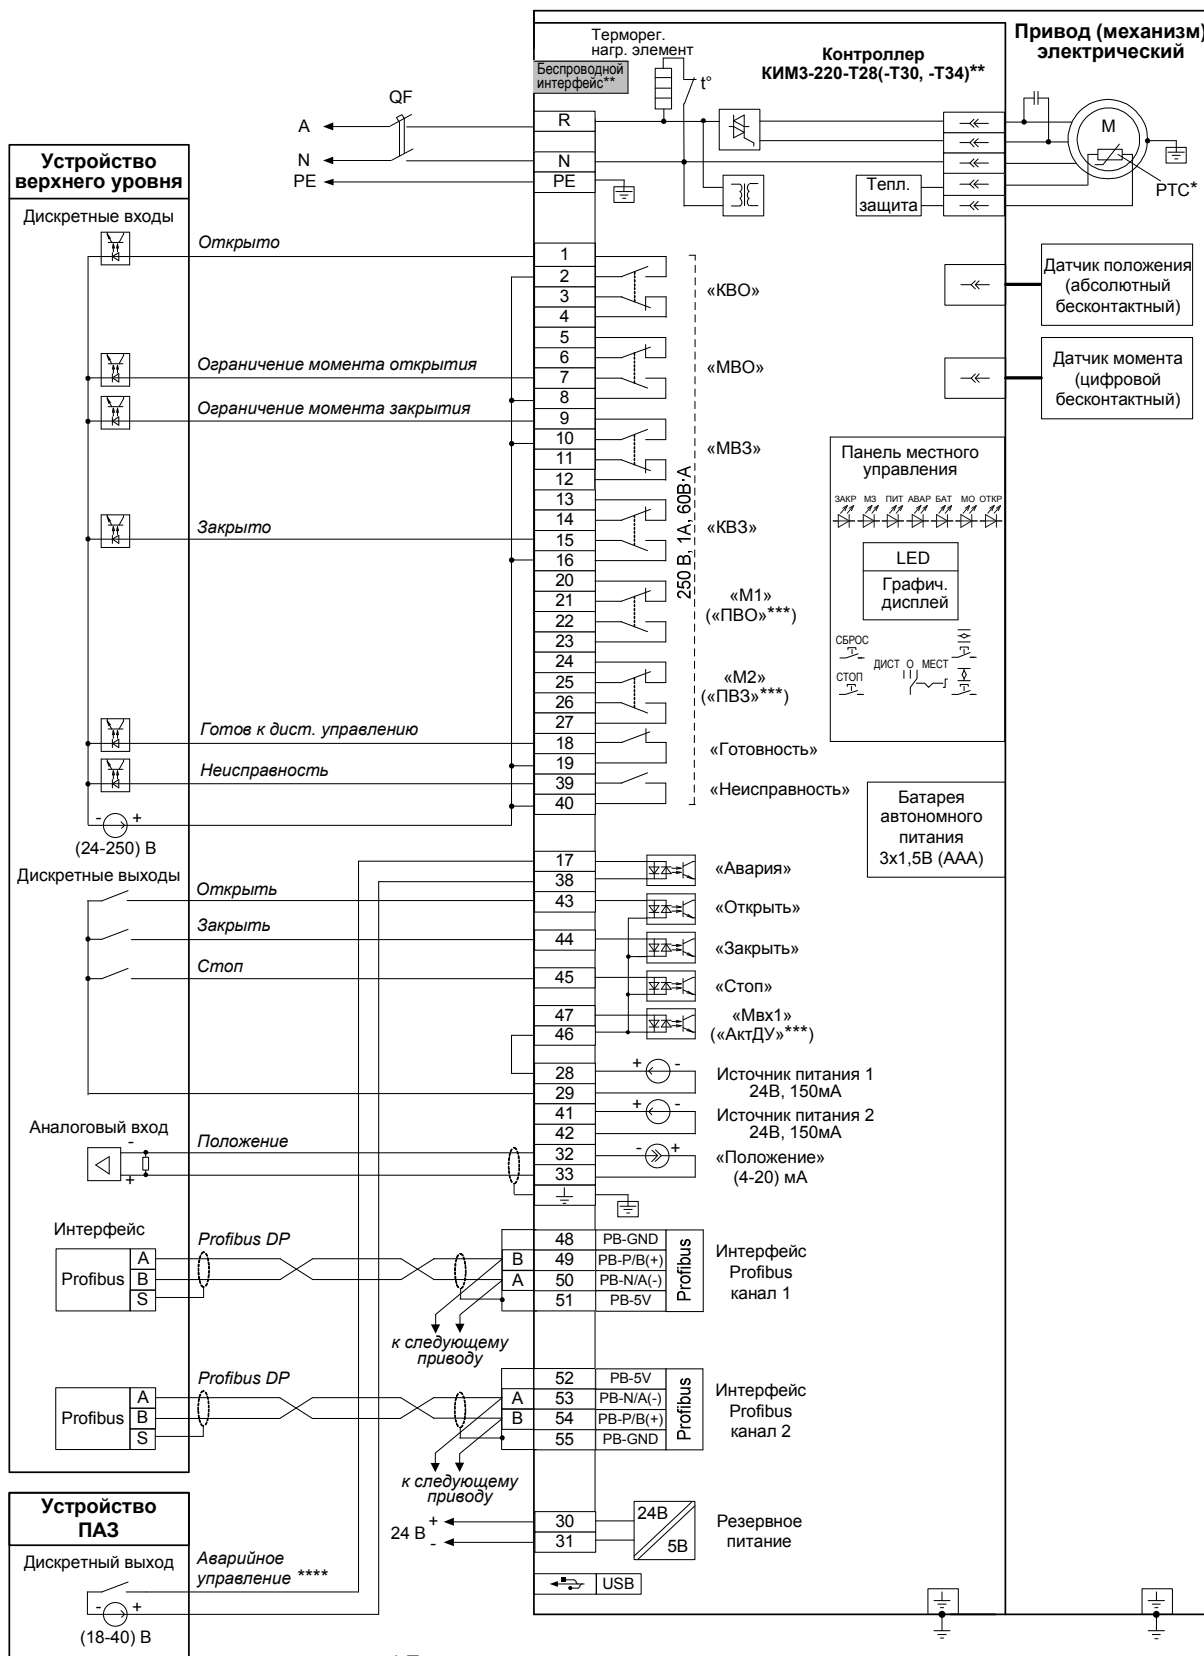 Привод (механизм)
электрический
Терморег.
нагр. элемент
Контроллер
КИМ3-220-Т28(-Т30, -Т34)**
Беспроводной
интерфейс**
t°
QF
A
R
N
N
PE
PE
M
PTC*
Тепл.
защита
Устройство
верхнего уровня
Дискретные входы
Открыто
1
2
3
4
«КВО»
Датчик положения
(абсолютный
бесконтактный)
5
6
7
8
«МВО»
Ограничение момента открытия
Датчик момента
(цифровой
бесконтактный)
Ограничение момента закрытия
9
10
11
12
«МВЗ»
Панель местного
управления
ЗАКР МЗ ПИТ АВАР БАТ МО ОТКР
LED
Графич.
дисплей
СБРОС
СТОП
ДИСТ О МЕСТ
13
14
15
16
«КВЗ»
Закрыто
250 В, 1А, 60В·А
20
21
22
23
«М1»
(«ПВО»***)
24
25
26
27
«М2»
(«ПВЗ»***)
Готов к дист. управлению
18
19
«Готовность»
Неисправность
39
40
«Неисправность»
- +
(24-250) В
Батарея
автономного
питания
3х1,5В (ААА)
Дискретные выходы
17
38
«Авария»
Открыть
43
«Открыть»
Закрыть
44
«Закрыть»
Стоп
45
«Стоп»
47
46
«Мвх1»
(«АктДУ»***)
28
29
+ -
Источник питания 1
24В, 150мА
41
42
+ -
Источник питания 2
24В, 150мА
Аналоговый вход
-
+
Положение
32
33
- +
«Положение»
(4-20) мА
Интерфейс
Profibus
A
B
S
Profibus DP
B
A
48 PB-GND
49 PB-P/B(+)
50 PB-N/A(-)
51 PB-5V
Profibus
Интерфейс
Profibus
канал 1
к следующему
приводу
Profibus
A
B
S
Profibus DP
A
B
52 PB-5V
53 PB-N/A(-)
54 PB-P/B(+)
55 PB-GND
Profibus
Интерфейс
Profibus
канал 2
к следующему
приводу
24 В
+
-
30
31
24В
5В
Резервное
питание
USB
Устройство
ПАЗ
Дискретный выход
Аварийное
управление ****
- +
(18-40) В